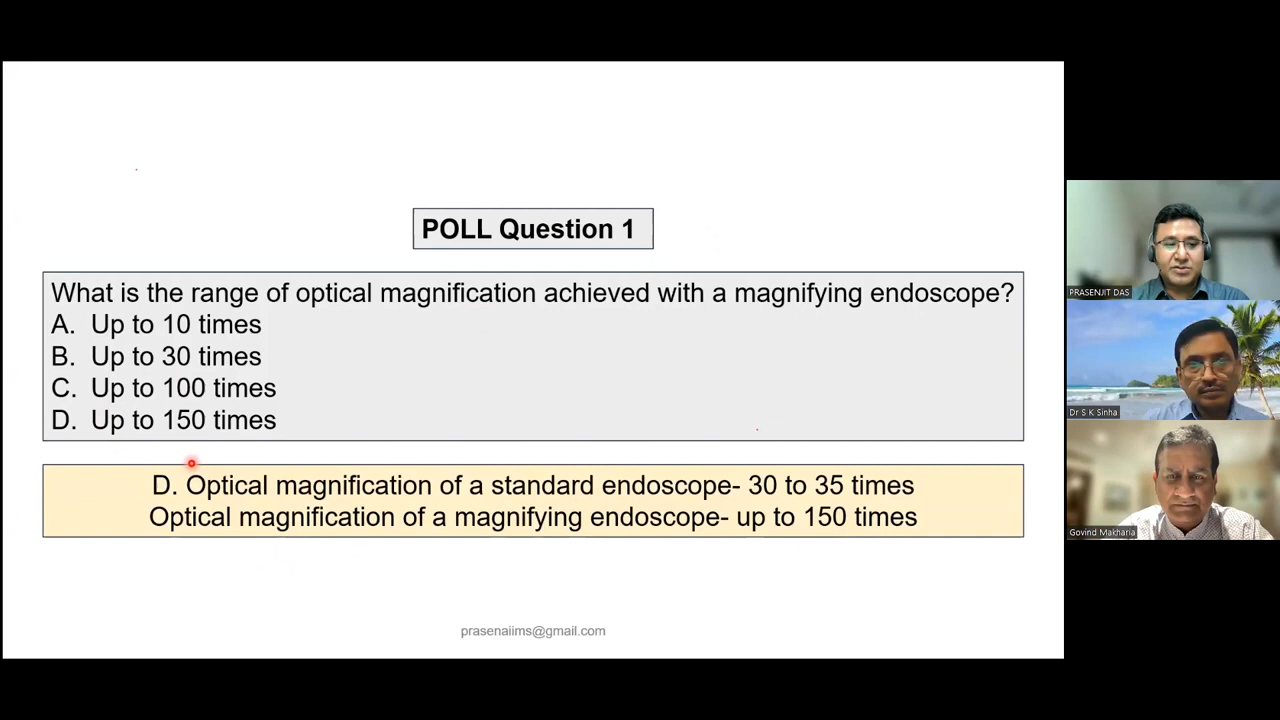 POLL Question 1
What is the range of optical magnification achieved with a magnifying endoscope?
A. Up to 10 times
B. Up to 30 times
C. Up to 100 times
D. Up to 150 times
D. Optical magnification of a standard endoscope- 30 to 35 times
Optical magnification of a magnifying endoscope- up to 150 times
prasenaiims@gmail.com
PRASENJIT DAS
Dr S K Sinha
Govind Makharia